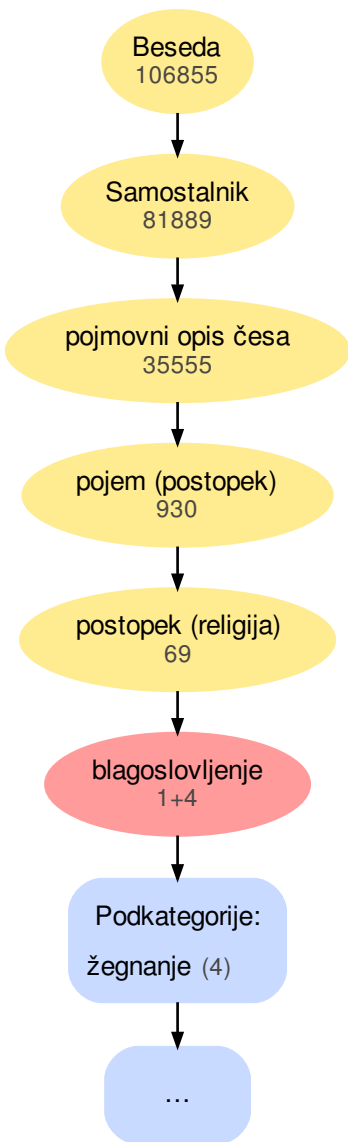 Beseda
106855
Samostalnik
81889
pojmovni opis česa
35555
pojem (postopek)
930
postopek (religija)
69
blagoslovljenje
1+4
Podkategorije:
žegnanje (4)
...